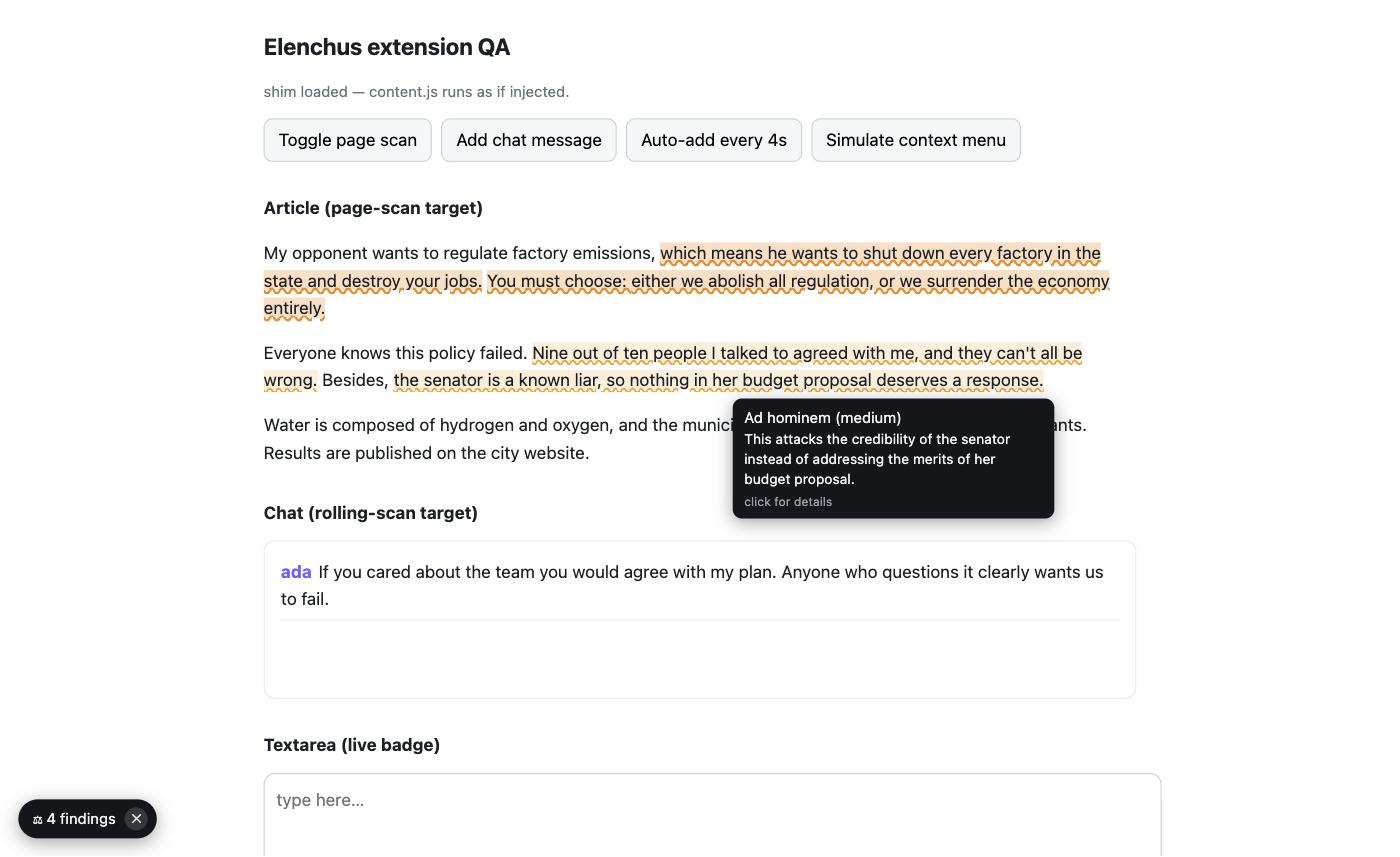 Elenchus extension QA
shim loaded — content.js runs as if injected.
Toggle page scan
Add chat message
Auto-add every 4s
Simulate context menu
Article (page-scan target)
My opponent wants to regulate factory emissions, which means he wants to shut down every factory in the
state and destroy your jobs. You must choose: either we abolish all regulation, or we surrender the economy
entirely.
Everyone knows this policy failed. Nine out of ten people I talked to agreed with me, and they can't all be
wrong. Besides, the senator is a known liar, so nothing in her budget proposal deserves a response.
Water is composed of hydrogen and oxygen, and the
Results are published on the city website.
Ad hominem (medium)
This attacks the credibility of the senator
instead of addressing the merits of her
budget proposal.
click for details
Chat (rolling-scan target)
ada If you cared about the team you would agree with my plan. Anyone who questions it clearly wants us
to fail.
Textarea (live badge)
type here...
4 findings